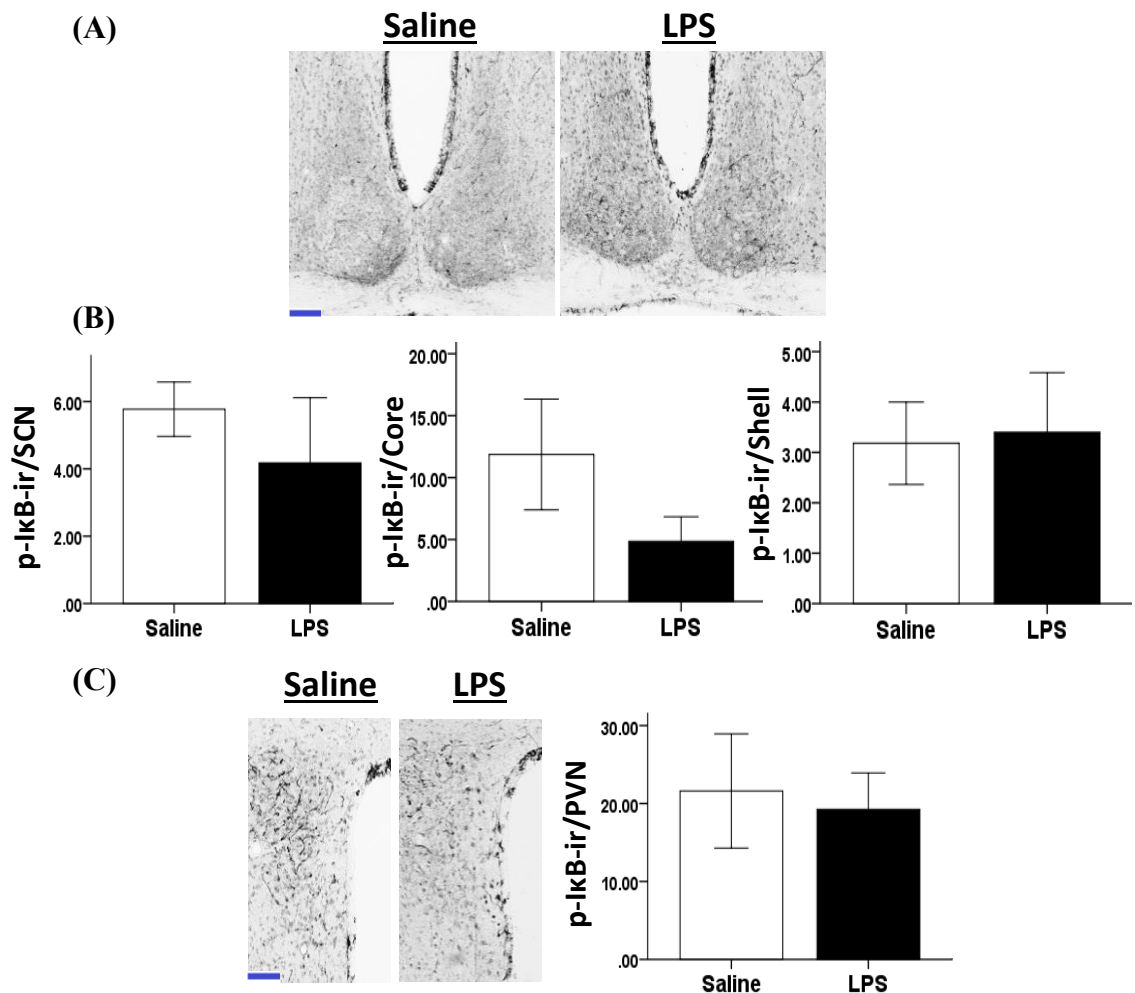 (A)
Saline LPS
(B)
p-IκB-ir/SCN
6.00
4.00
2.00
.00
Saline LPS
p-IκB-ir/Core
20.00
15.00
10.00
5.00
.00
Saline LPS
p-IκB-ir/Shell
5.00
4.00
3.00
2.00
1.00
.00
Saline LPS
(C)
Saline LPS
p-IκB-ir/PVN
30.00
20.00
10.00
.00
Saline LPS